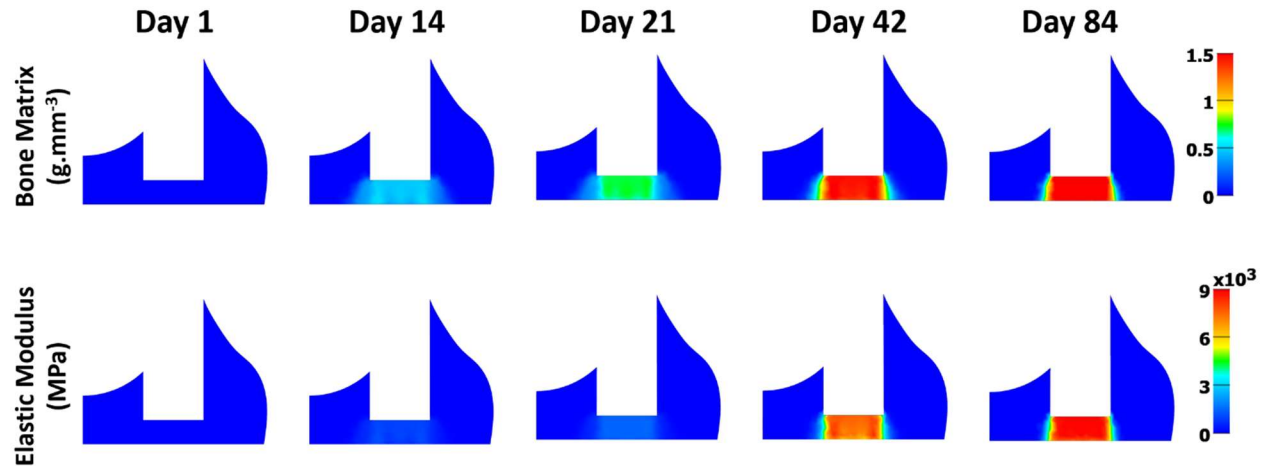 Day 1
Day 14
Day 21
Day 42
Day 84
Bone Matrix
(g.mm⁻³)
1.5
1
0.5
0
Elastic Modulus
(MPa)
x10³
9
6
3
0